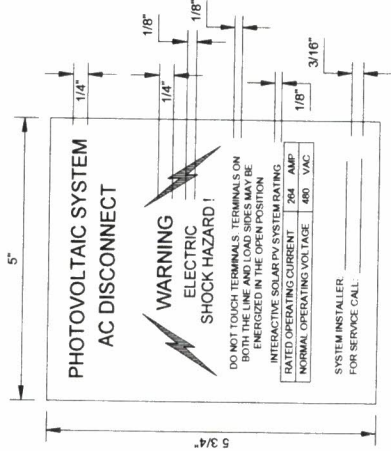 5"
PHOTOVOLTAIC SYSTEM
AC DISCONNECT
1/4"
WARNING
1/4"
1/8"
ELECTRIC
SHOCK HAZARD !
1/8"
DO NOT TOUCH TERMINALS. TERMINALS ON
BOTH THE LINE AND LOAD SIDES MAY BE
ENERGIZED IN THE OPEN POSITION
INTERACTIVE SOLAR PV SYSTEM RATING
1/8"
RATED OPERATING CURRENT 264 AMP
NORMAL OPERATING VOLTAGE 480 VAC
3/16"
SYSTEM INSTALLER
FOR SERVICE CALL:
5 3/4"